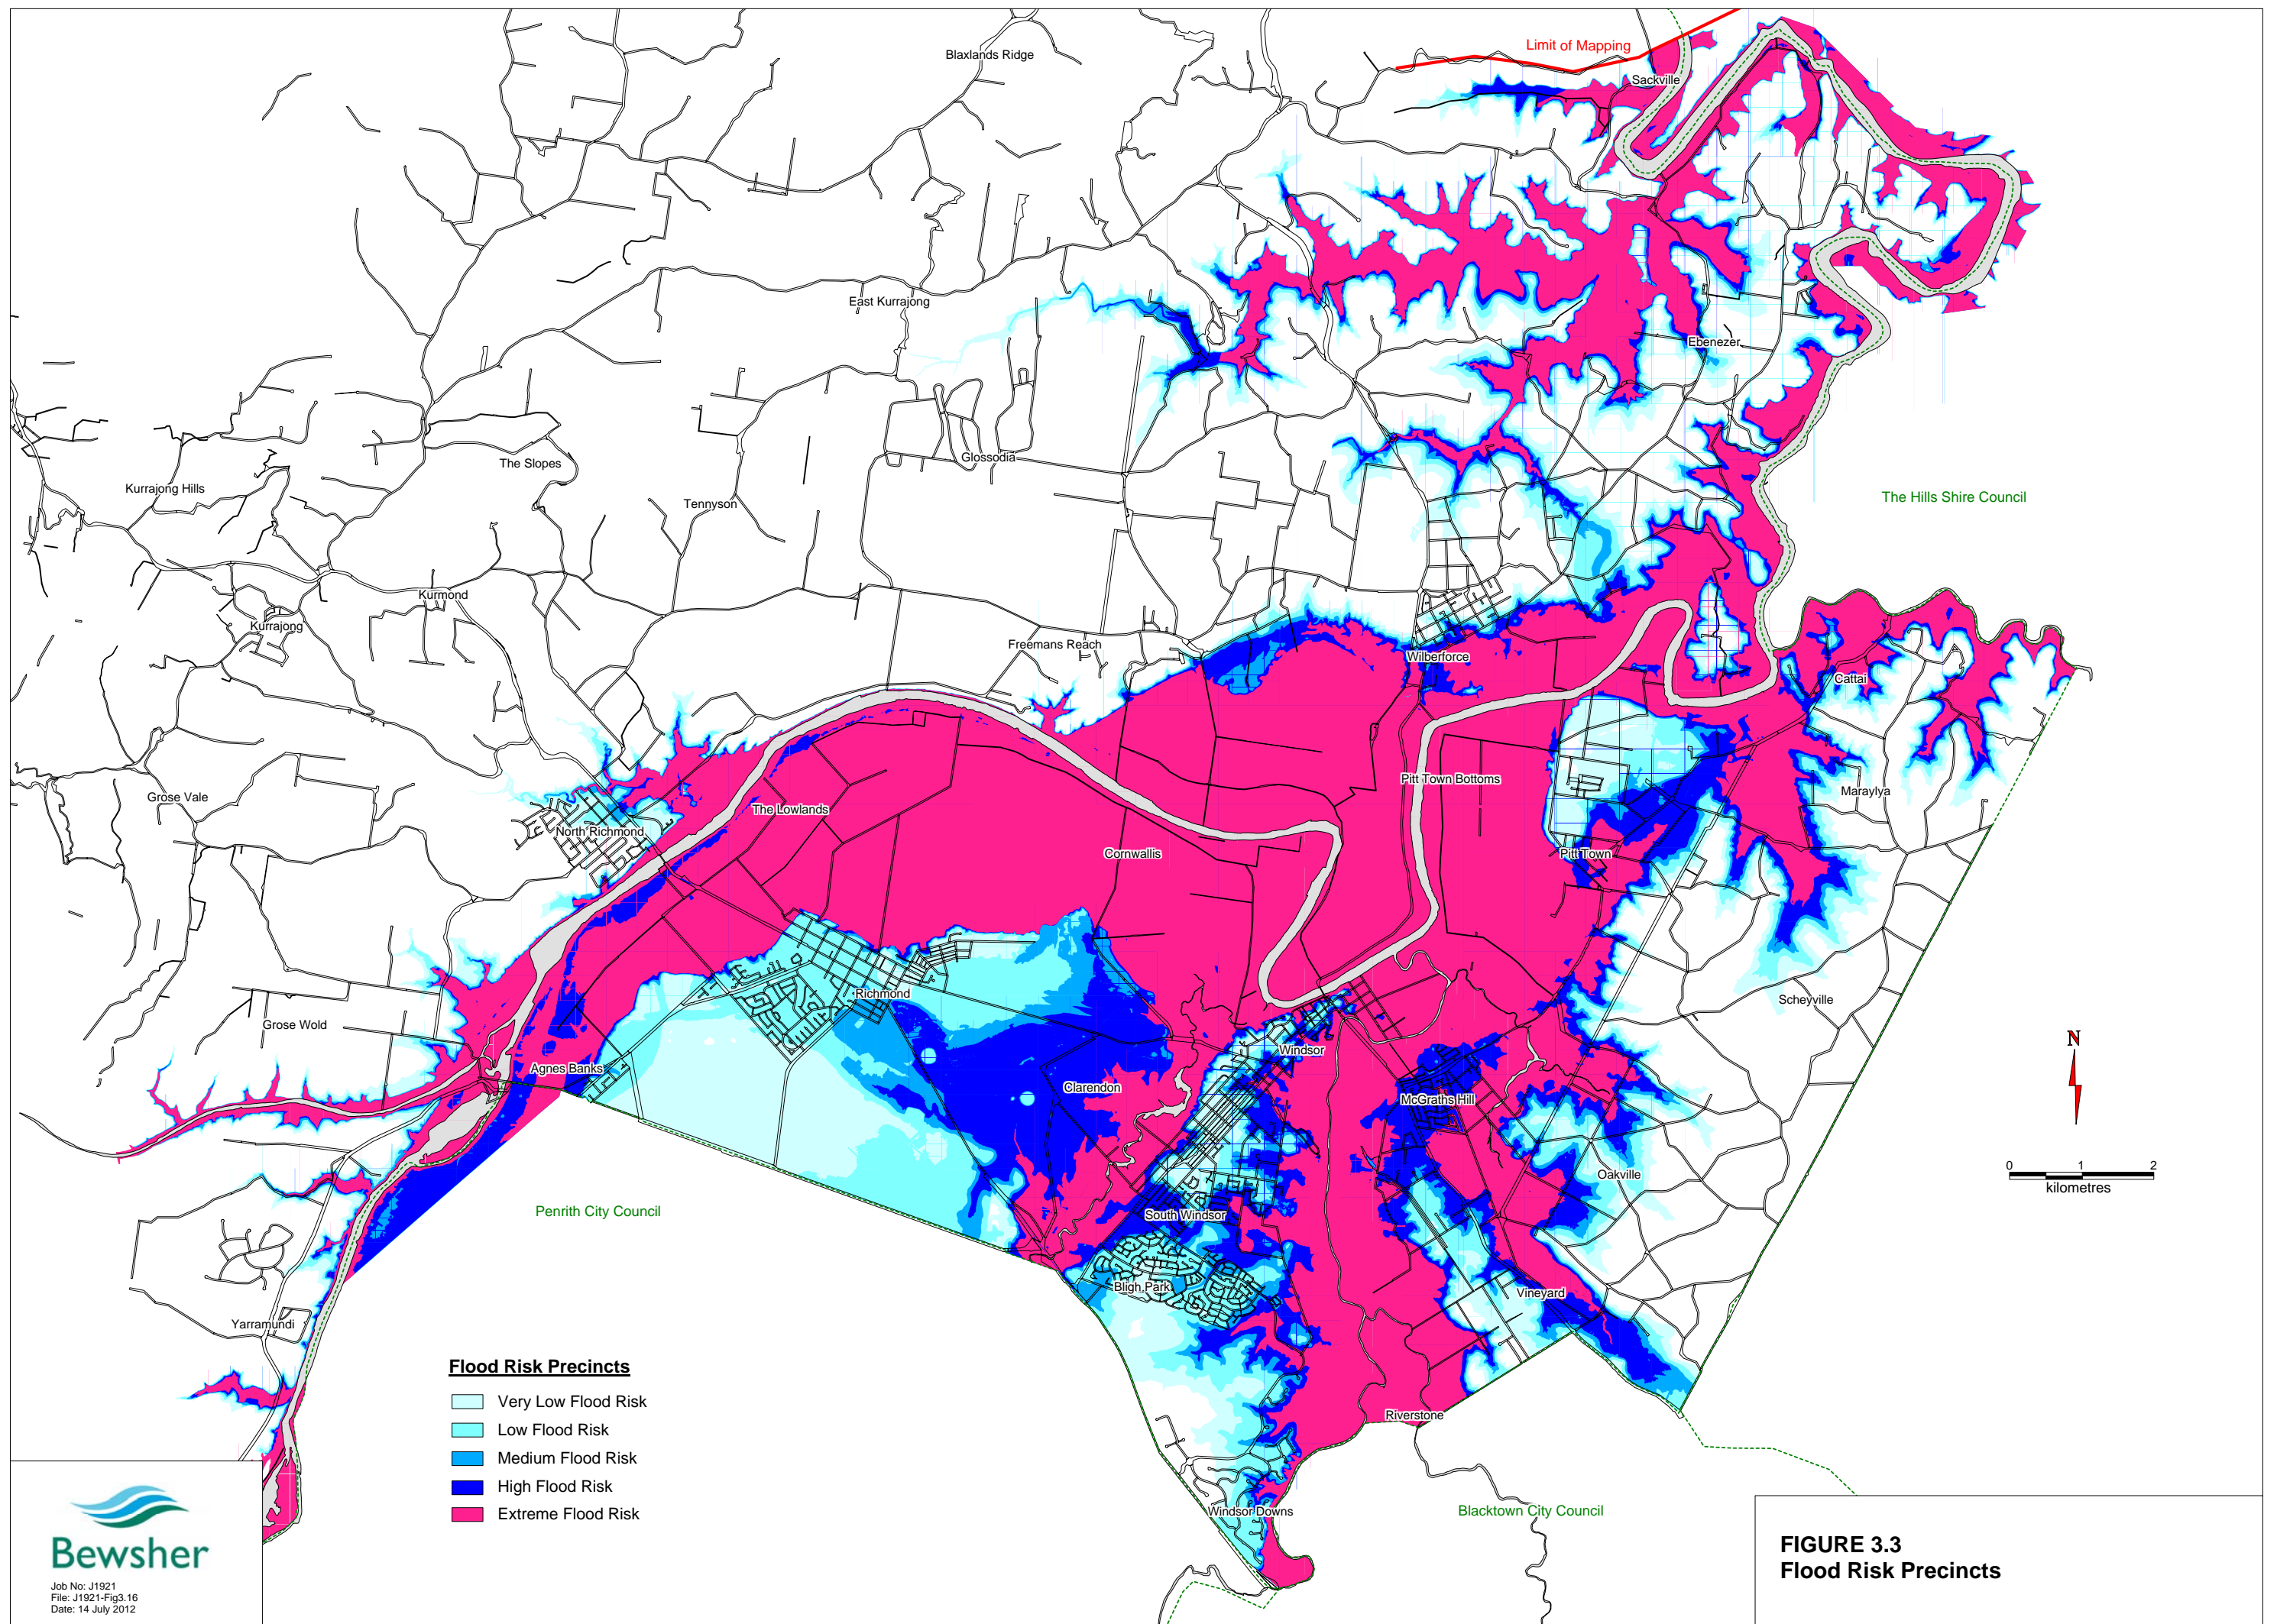 Blaxlands Ridge
Limit of Mapping
Sackville
East Kurrajong
Ebenezer
Glossodia
The Slopes
Kurrajong Hills
Tennyson
The Hills Shire Council
Kurmond
Kurrajong
Freemans Reach
Wilberforce
Cattai
Pitt Town Bottoms
Maraylya
Grose Vale
The Lowlands
North Richmond
Cornwallis
Pitt Town
Richmond
Scheyville
Grose Wold
Windsor
Agnes Banks
Clarendon
McGraths Hill
N
Oakville
0 1 2
kilometres
Penrith City Council
South Windsor
Bligh Park
Vineyard
Yarramundi
Riverstone
Windsor Downs
Blacktown City Council
Flood Risk Precincts
Very Low Flood Risk
Low Flood Risk
Medium Flood Risk
High Flood Risk
Extreme Flood Risk
Bewsher
Job No: J1921
File: J1921-Fig3.16
Date: 14 July 2012
FIGURE 3.3
Flood Risk Precincts